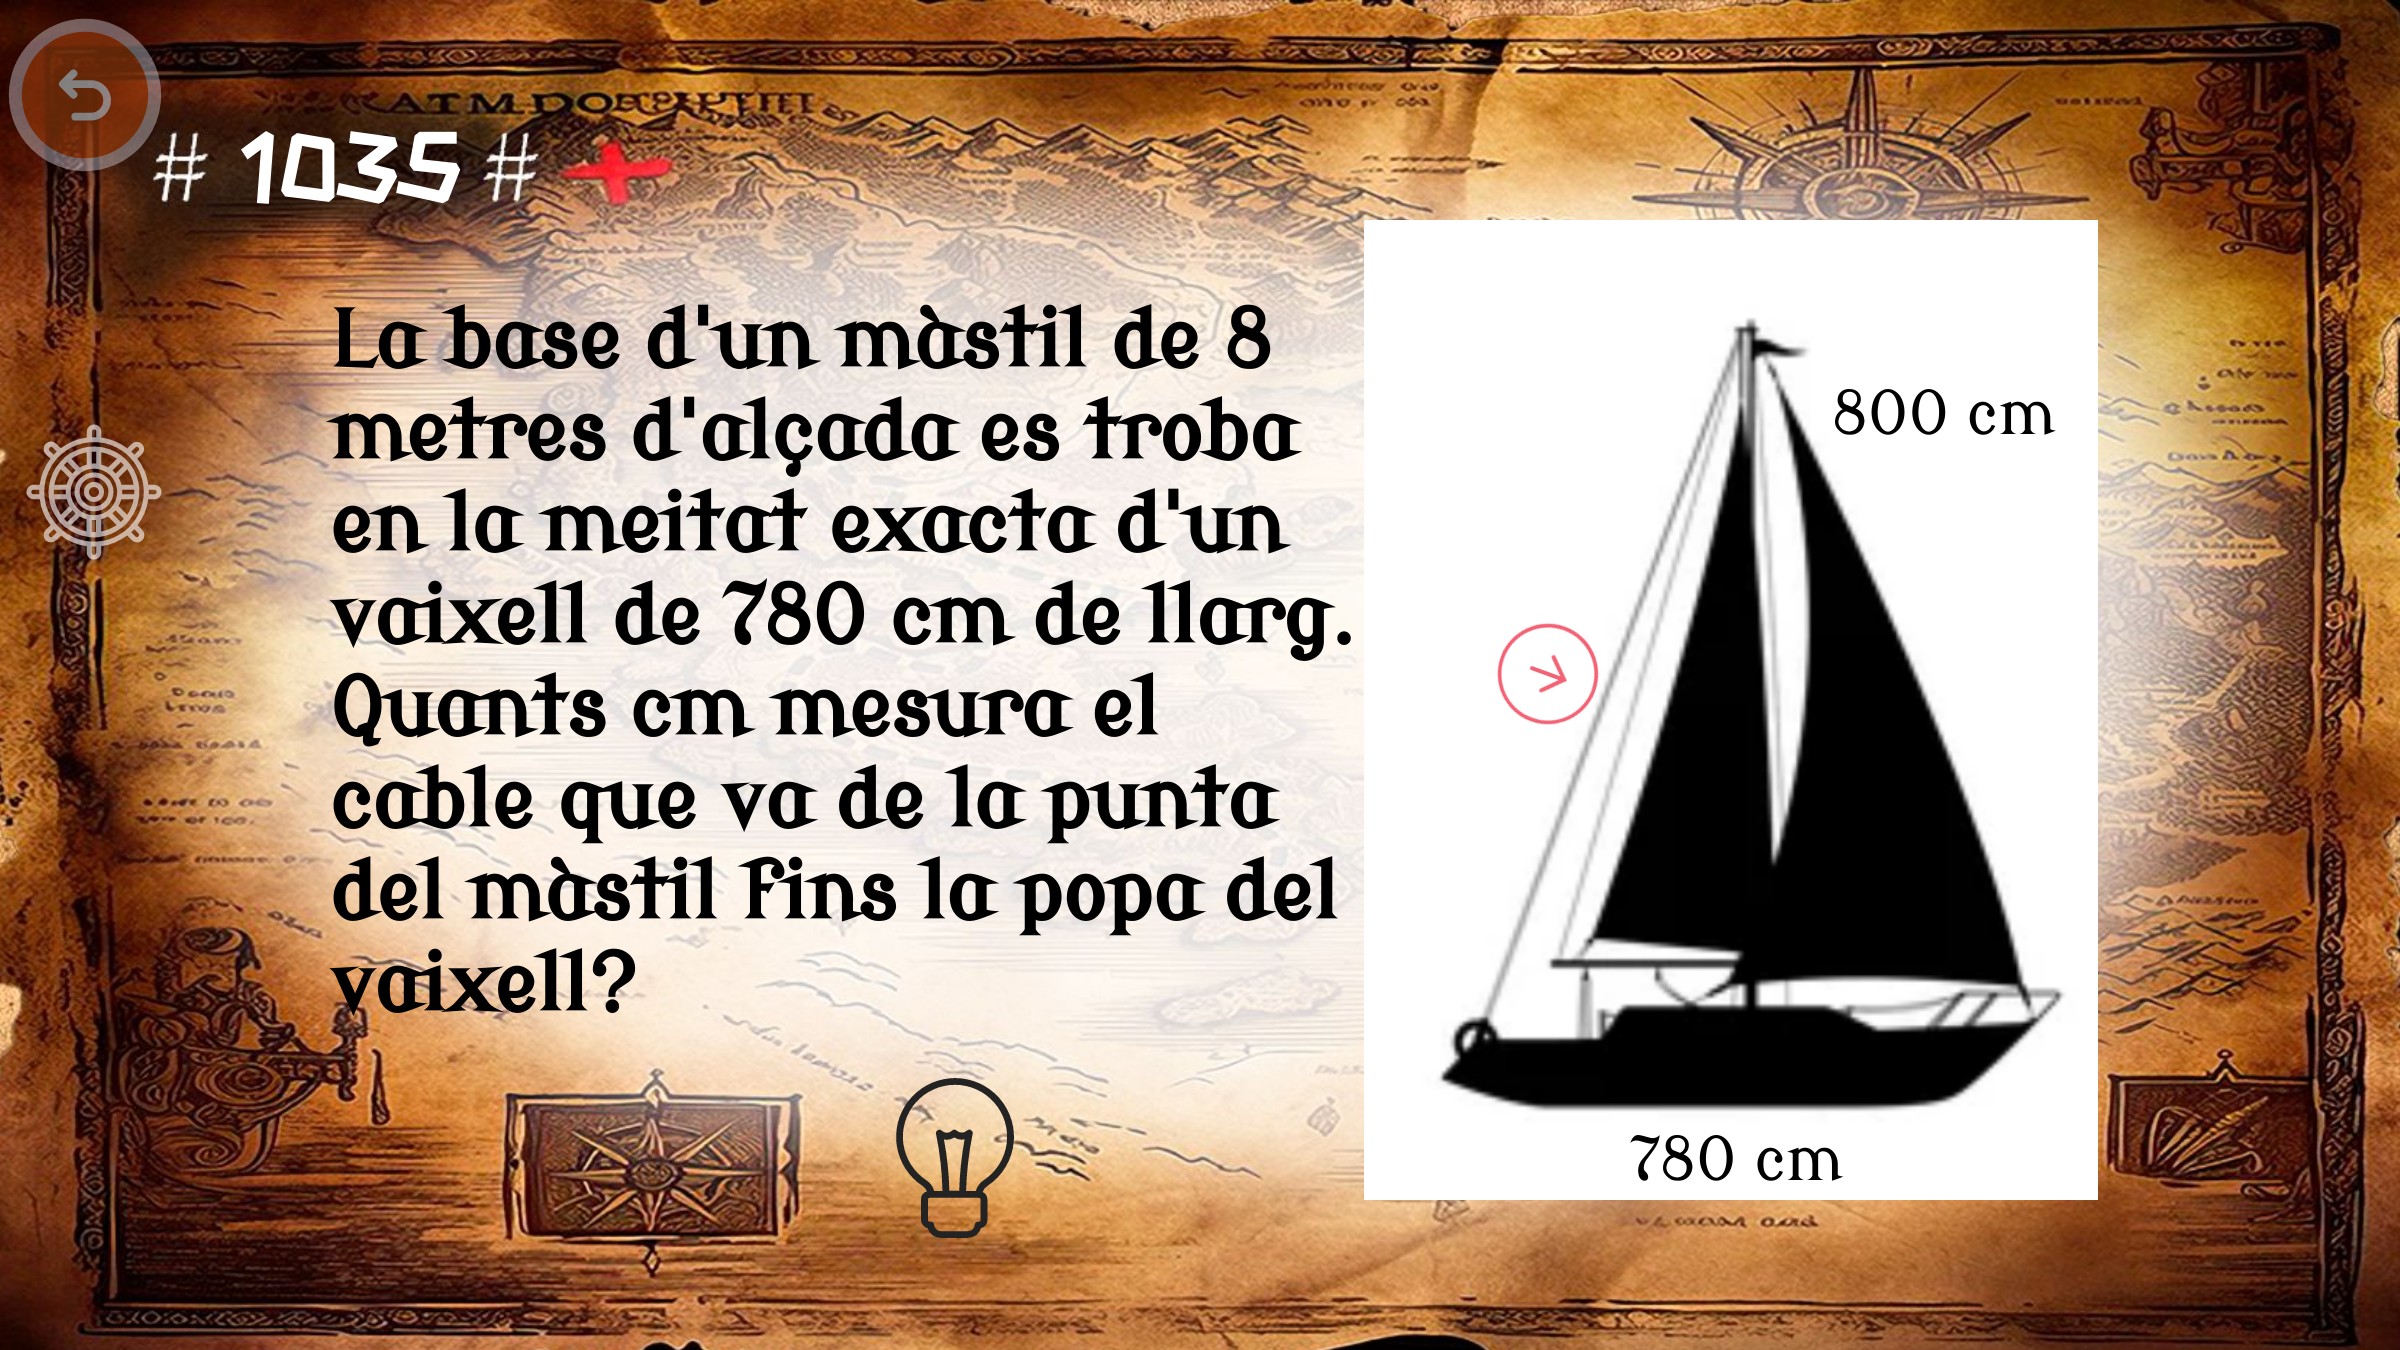 # 1035 #
La base d'un màstil de 8
metres d'alçada es troba
en la meitat exacta d'un
vaixell de 780 cm de llarg.
Quants cm mesura el
cable que va de la punta
del màstil fins la popa del
vaixell?
800 cm
780 cm